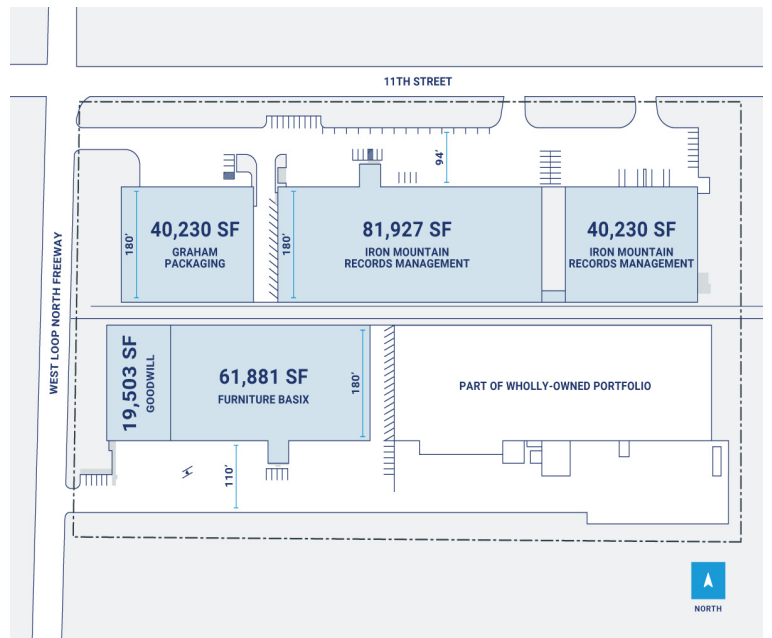 11TH STREET
94'
40,230 SF
GRAHAM
PACKAGING
180'
81,927 SF
IRON MOUNTAIN
RECORDS MANAGEMENT
180'
40,230 SF
IRON MOUNTAIN
RECORDS MANAGEMENT
WEST LOOP NORTH FREEWAY
19,503 SF
GOODWILL
61,881 SF
FURNITURE BASIX
180'
PART OF WHOLLY-OWNED PORTFOLIO
110'
NORTH